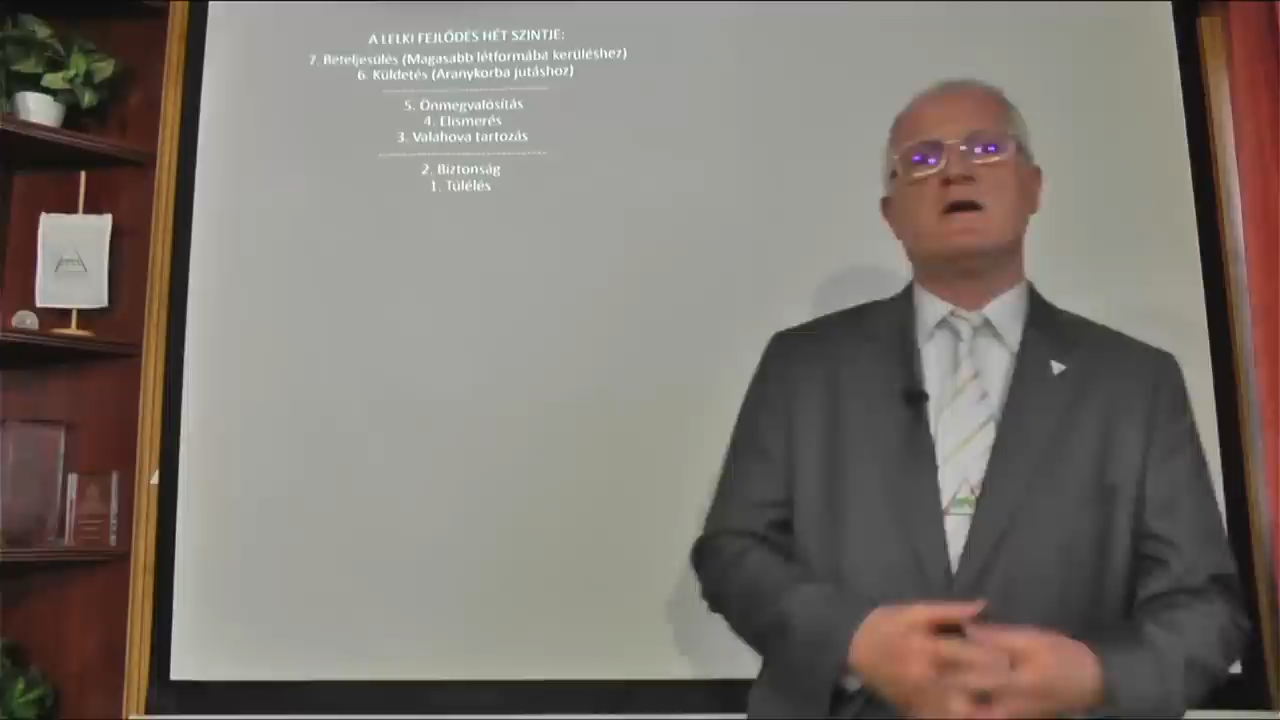 A LELKI FEJLŐDÉS HÉT SZINTJE:
7. Beteljesülés (Magasabb létformába kerüléshez)
6. Küldetés (Aranykorba jutáshoz)
5. Önmegvalósítás
4. Elismerés
3. Valahova tartozás
2. Biztonság
1. Túlélés